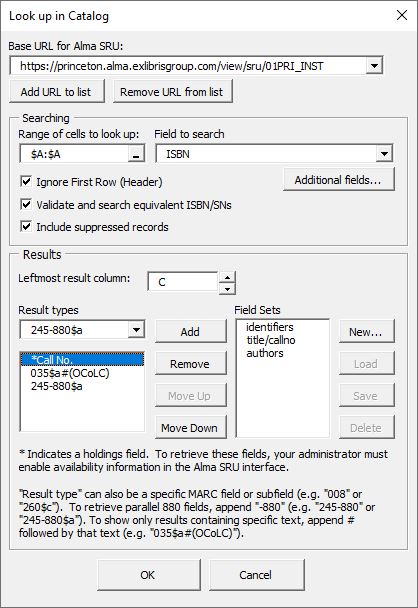 Look up in Catalog
Base URL for Alma SRU:
https://princeton.alma.exlibrisgroup.com/view/sru/01PRI_INST
Add URL to list
Remove URL from list
Searching
Range of cells to look up:
Field to search
$A:$A
ISBN
Ignore First Row (Header)
Additional fields...
Validate and search equivalent ISBN/SNs
Include suppressed records
Results
Leftmost result column:
C
Result types
Field Sets
245-880$a
Add
identifiers
title/callno
authors
New...
*Call No.
035$a#(OCoLC)
245-880$a
Remove
Load
Move Up
Save
Move Down
Delete
* Indicates a holdings field.  To retrieve these fields, your administrator must
enable availability information in the Alma SRU interface.
"Result type" can also be a specific MARC field or subfield (e.g. "008" or
"260$c").  To retrieve parallel 880 fields, append "-880" (e.g. "245-880" or
"245-880$a"). To show only results containing specific text, append #
followed by that text (e.g. "035$a#(OCoLC)").
OK
Cancel